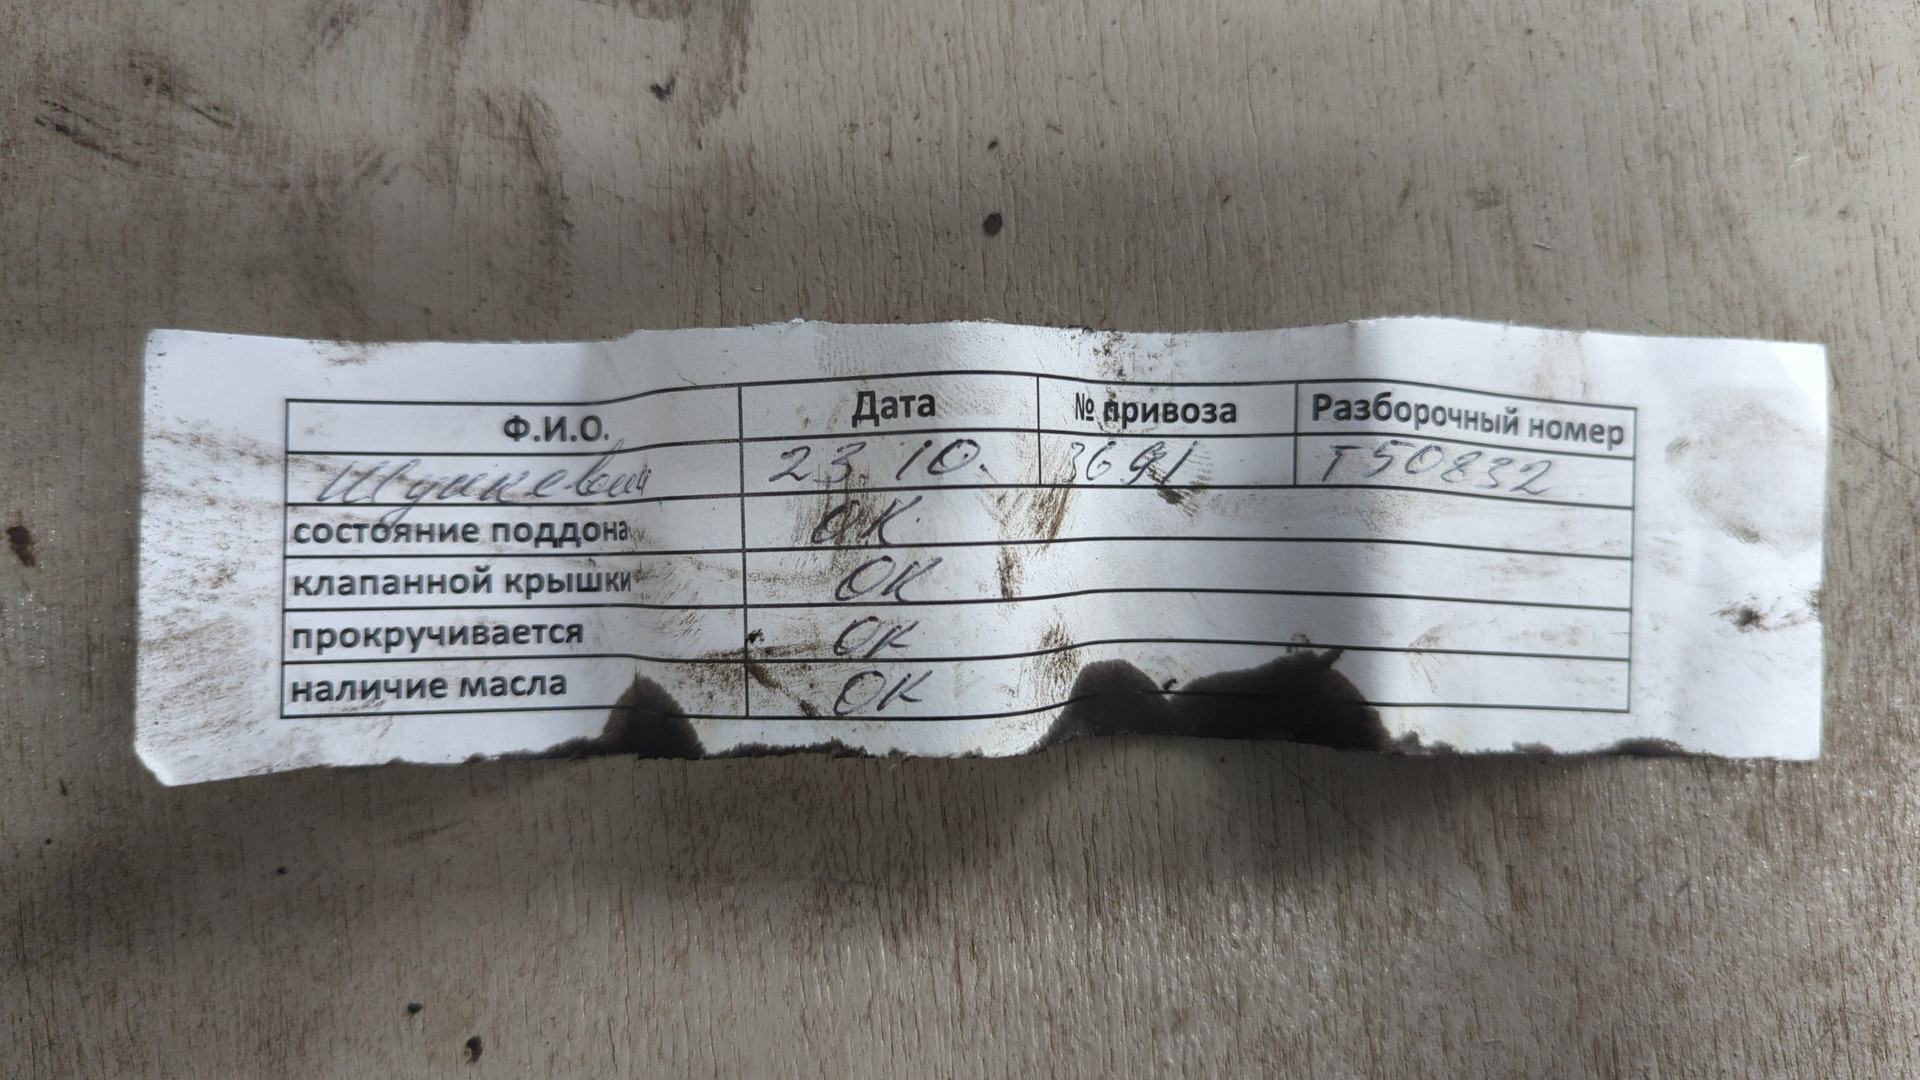 Ф.И.О. Дата № привоза Разборочный номер
Шункевич 23.10. 3691 Т50832
состояние поддона ОК
клапанной крышки ОК
прокручивается ОК
наличие масла ОК